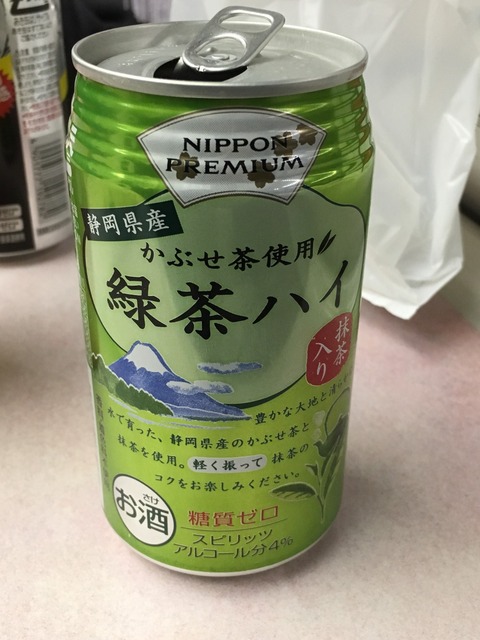 NIPPON
PREMIUM
静岡県産
かぶせ茶使用
緑茶ハイ
抹茶
入り
豊かな大地と清らかな
水で育った、静岡県産のかぶせ茶と
抹茶を使用。軽く振って抹茶の
コクをお楽しみください。
さけ
お酒
糖質ゼロ
スピリッツ
アルコール分4%